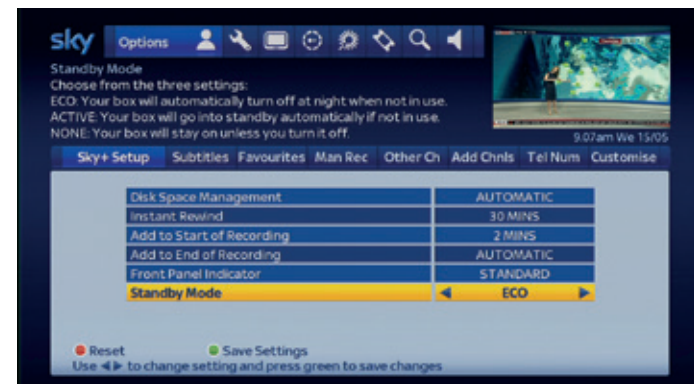 sky Options
Standby Mode
Choose from the three settings:
ECO: Your box will automatically turn off at night when not in use.
ACTIVE: Your box will go into standby automatically if not in use.
NONE: Your box will stay on unless you turn it off.
9.07am We 15/05
Sky+ Setup Subtitles Favourites Man Rec Other Ch Add Chnls Tel Num Customise
Disk Space Management AUTOMATIC
Instant Rewind 30 MINS
Add to Start of Recording 2 MINS
Add to End of Recording AUTOMATIC
Front Panel Indicator STANDARD
Standby Mode ECO
Reset Save Settings
Use ◀▶ to change setting and press green to save changes